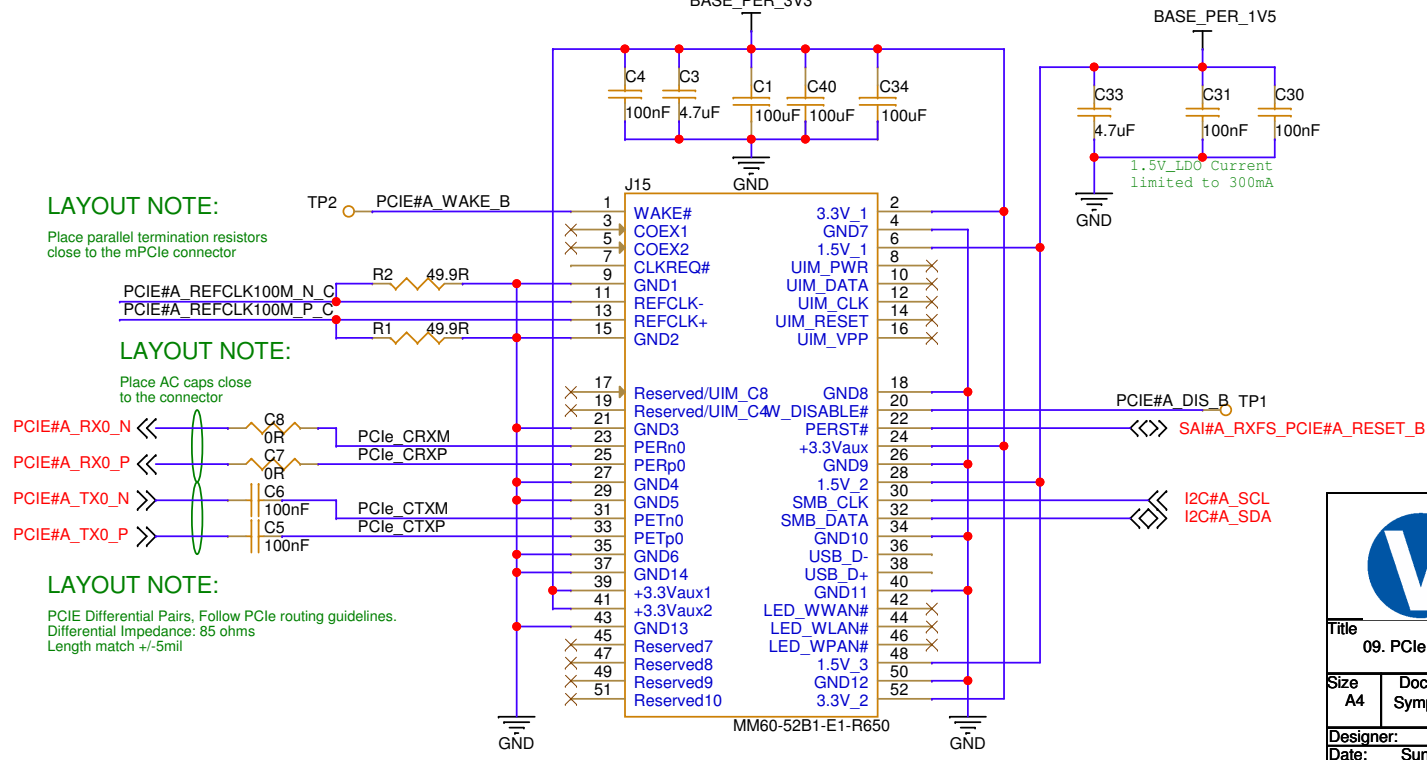 BASE_PER_3V3
BASE_PER_1V5
C4
100nF
C3
4.7uF
C1
100uF
C40
100uF
C34
100uF
C33
4.7uF
C31
100nF
C30
100nF
GND
1.5V_LDO Current
limited to 300mA
GND
LAYOUT NOTE:
Place parallel termination resistors
close to the mPCIe connector
TP2
PCIE#A_WAKE_B
R2 49.9R
PCIE#A_REFCLK100M_N_C
PCIE#A_REFCLK100M_P_C
R1 49.9R
LAYOUT NOTE:
Place AC caps close
to the connector
PCIE#A_RX0_N
C8
0R
PCIe_CRXM
PCIE#A_RX0_P
C7
0R
PCIe_CRXP
PCIE#A_TX0_N
C6
100nF
PCIe_CTXM
PCIE#A_TX0_P
C5
100nF
PCIe_CTXP
LAYOUT NOTE:
PCIE Differential Pairs, Follow PCIe routing guidelines.
Differential Impedance: 85 ohms
Length match +/-5mil
GND
J15
1 WAKE#
3 COEX1
5 COEX2
7 CLKREQ#
9 GND1
11 REFCLK-
13 REFCLK+
15 GND2
17 Reserved/UIM_C8
19 Reserved/UIM_C4
21 GND3
23 PERn0
25 PERp0
27 GND4
29 GND5
31 PETn0
33 PETp0
35 GND6
37 GND14
39 +3.3Vaux1
41 +3.3Vaux2
43 GND13
45 Reserved7
47 Reserved8
49 Reserved9
51 Reserved10
3.3V_1 2
GND7 4
1.5V_1 6
UIM_PWR 8
UIM_DATA 10
UIM_CLK 12
UIM_RESET 14
UIM_VPP 16
GND8 18
W_DISABLE# 20
PERST# 22
+3.3Vaux 24
GND9 26
1.5V_2 28
SMB_CLK 30
SMB_DATA 32
GND10 34
USB_D- 36
USB_D+ 38
GND11 40
LED_WWAN# 42
LED_WLAN# 44
LED_WPAN# 46
1.5V_3 48
GND12 50
3.3V_2 52
MM60-52B1-E1-R650
GND
PCIE#A_DIS_B TP1
SAI#A_RXFS_PCIE#A_RESET_B
I2C#A_SCL
I2C#A_SDA
Title
09. PCIe
Size
A4
Designer:
Date: